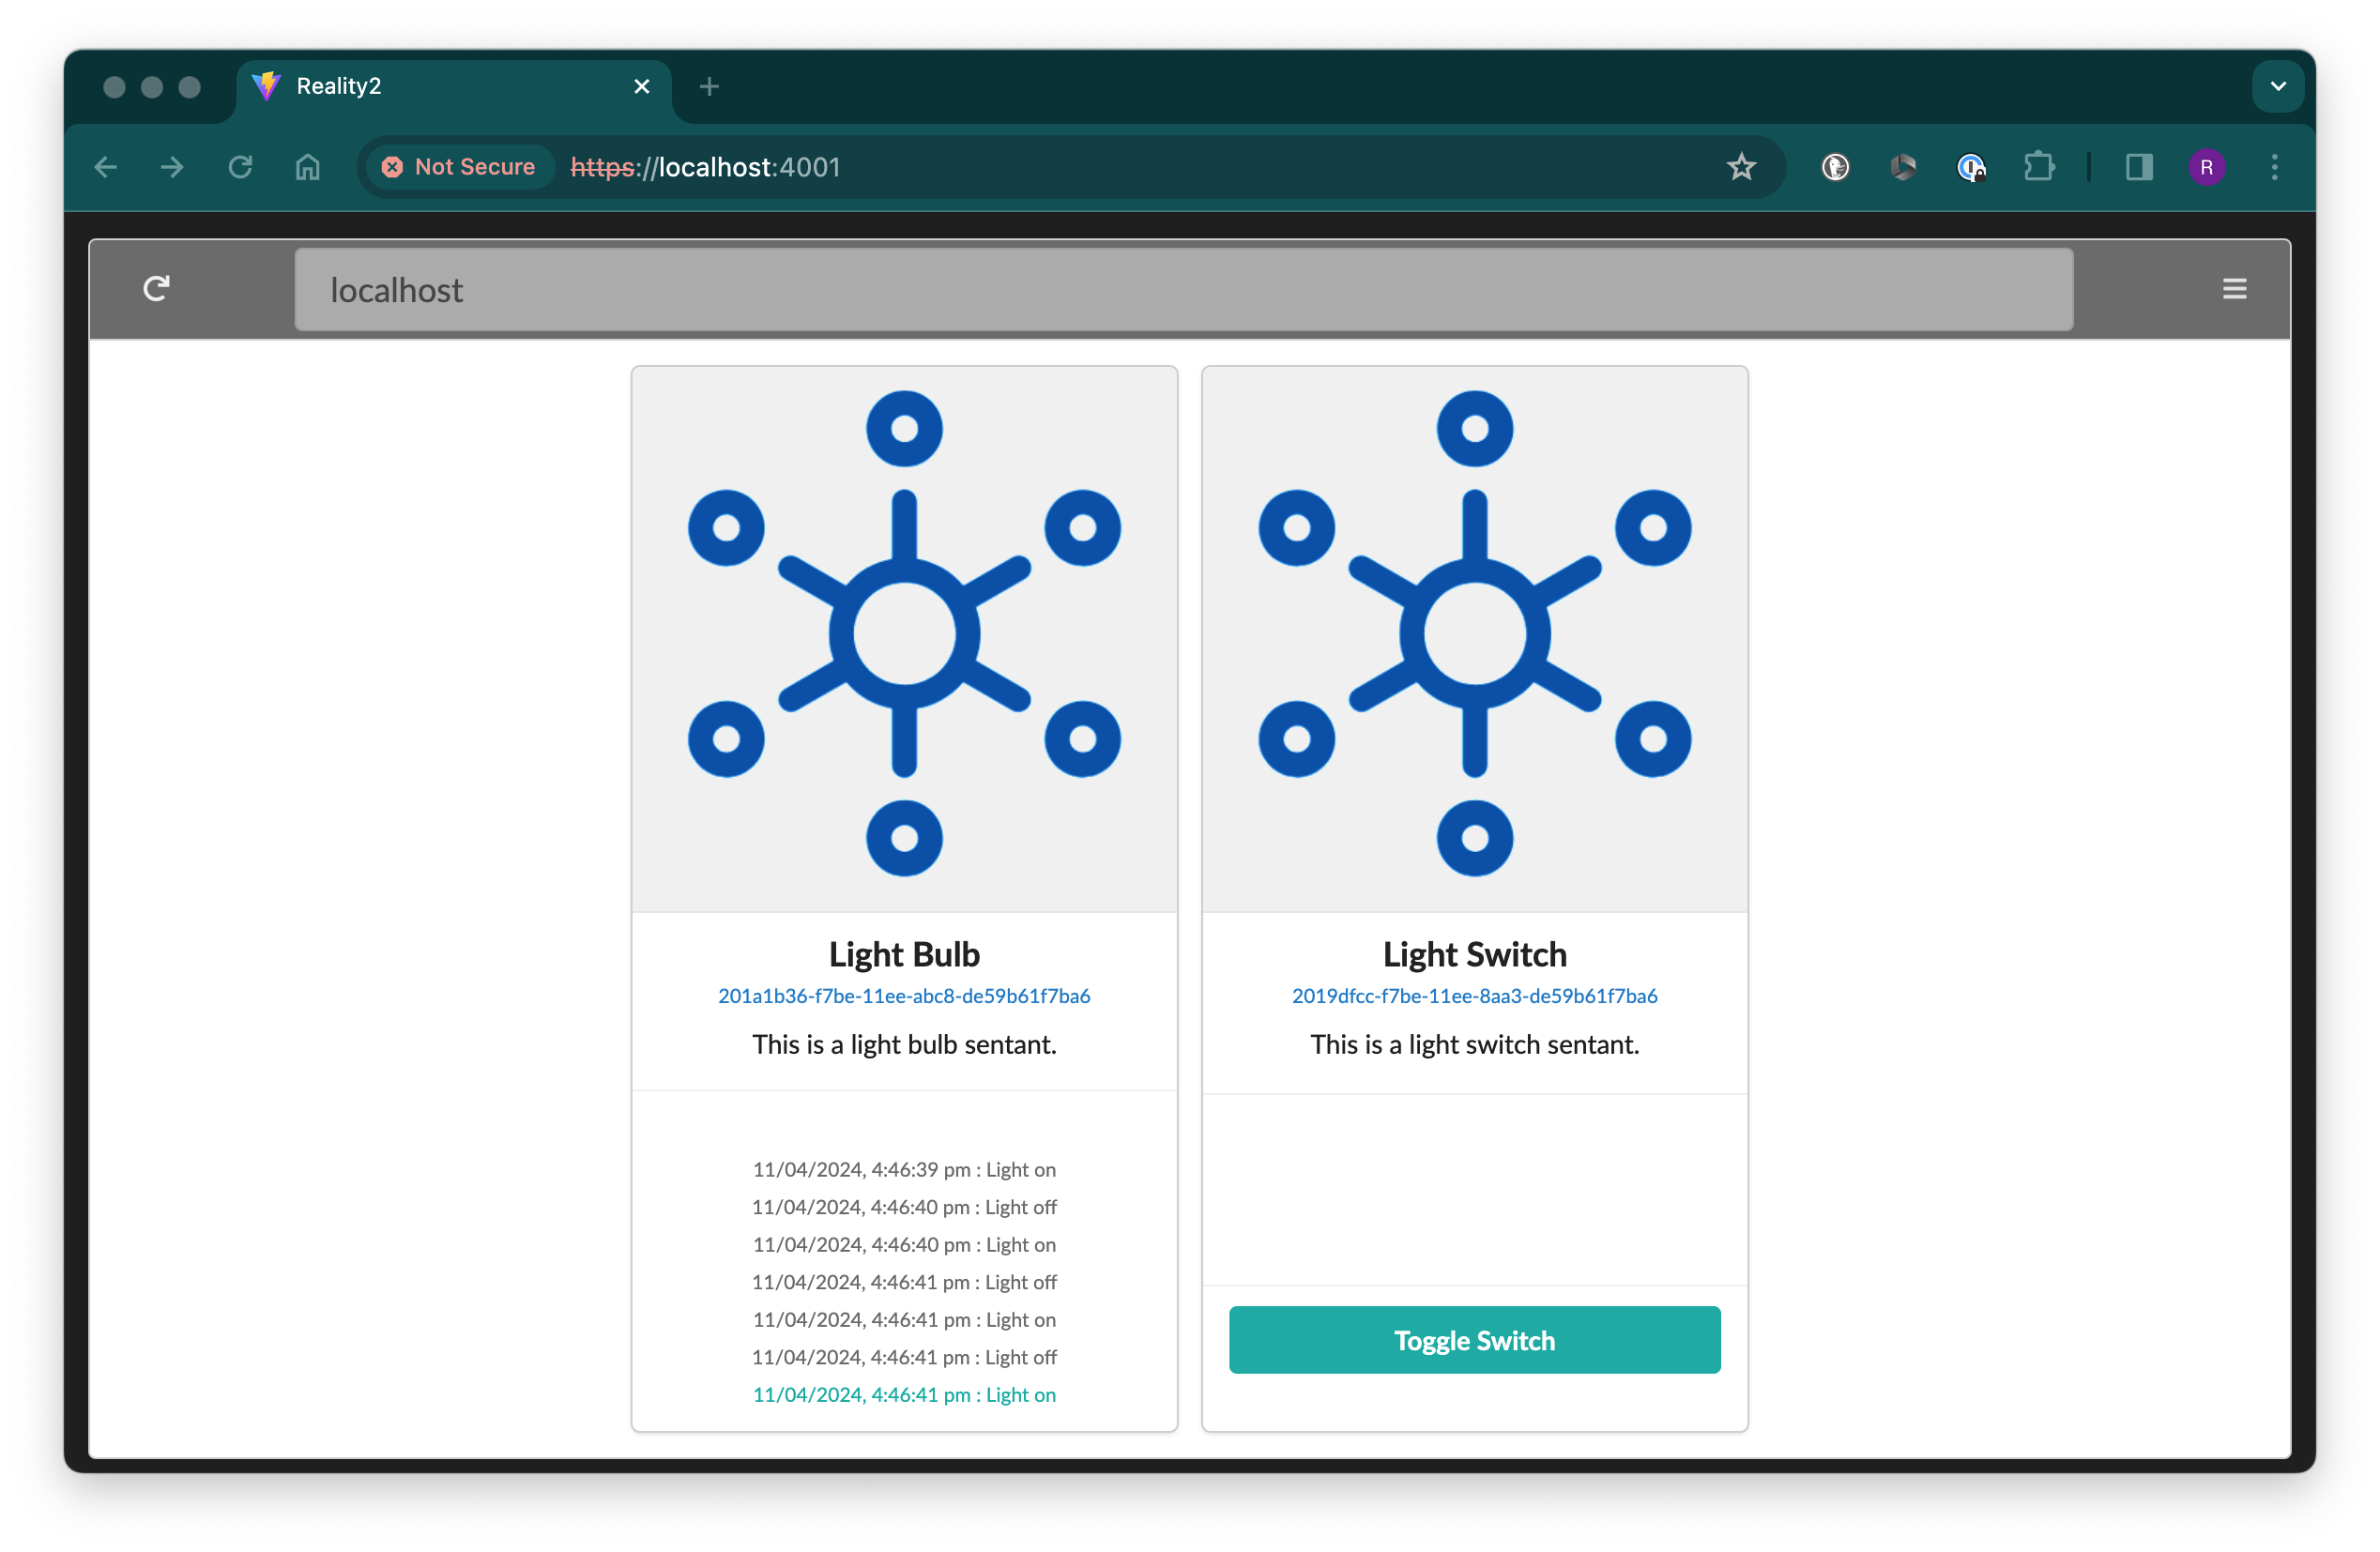 Reality2
Not Secure https://localhost:4001
R
localhost
Light Bulb
201a1b36-f7be-11ee-abc8-de59b61f7ba6
This is a light bulb sentant.
11/04/2024, 4:46:39 pm : Light on
11/04/2024, 4:46:40 pm : Light off
11/04/2024, 4:46:40 pm : Light on
11/04/2024, 4:46:41 pm : Light off
11/04/2024, 4:46:41 pm : Light on
11/04/2024, 4:46:41 pm : Light off
11/04/2024, 4:46:41 pm : Light on
Light Switch
2019dfcc-f7be-11ee-8aa3-de59b61f7ba6
This is a light switch sentant.
Toggle Switch